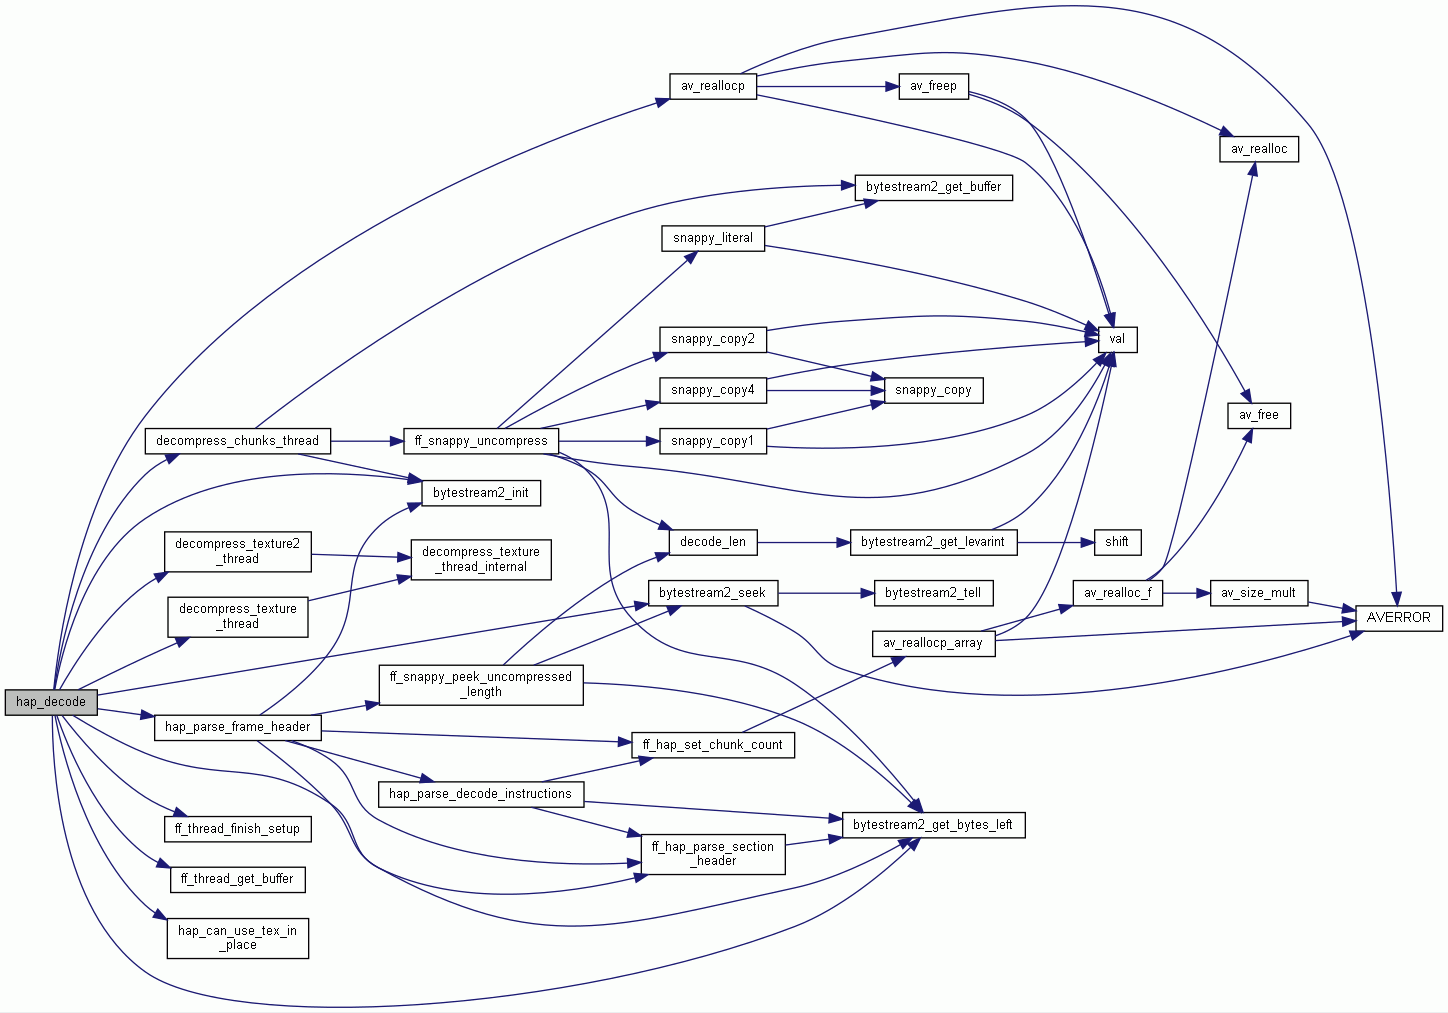 av_reallocp
av_freep
av_realloc
bytestream2_get_buffer
snappy_literal
snappy_copy2
val
snappy_copy4
snappy_copy
av_free
decompress_chunks_thread
ff_snappy_uncompress
snappy_copy1
bytestream2_init
decompress_texture2
_thread
decompress_texture
_thread_internal
decode_len
bytestream2_get_levarint
shift
decompress_texture
_thread
bytestream2_seek
bytestream2_tell
av_realloc_f
av_size_mult
AVERROR
av_reallocp_array
hap_decode
ff_snappy_peek_uncompressed
_length
hap_parse_frame_header
ff_hap_set_chunk_count
hap_parse_decode_instructions
ff_thread_finish_setup
ff_hap_parse_section
_header
bytestream2_get_bytes_left
ff_thread_get_buffer
hap_can_use_tex_in
_place